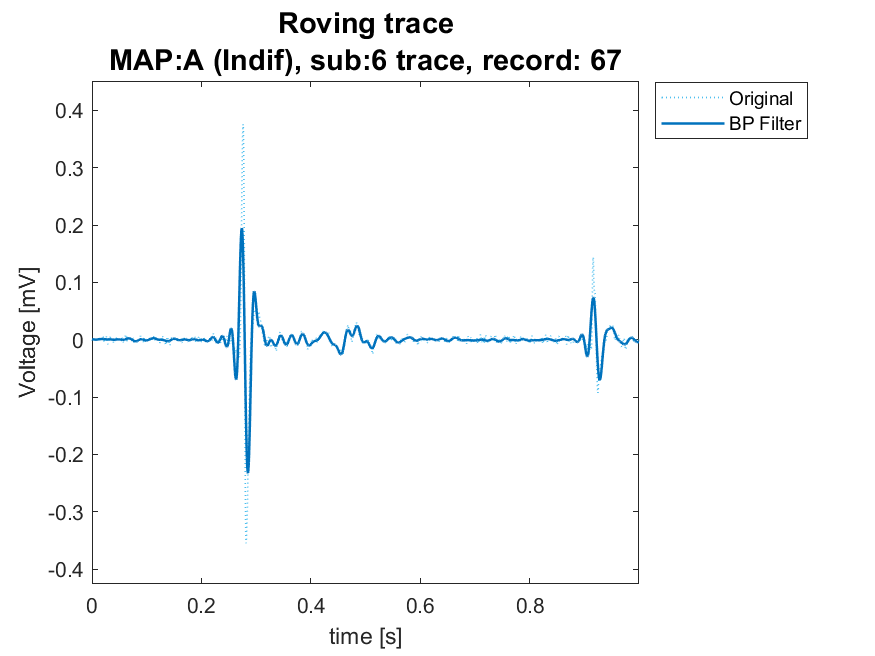 Roving trace
MAP:A (Indif), sub:6 trace, record: 67
Original
BP Filter
0.4
0.3
0.2
0.1
0
-0.1
-0.2
-0.3
-0.4
Voltage [mV]
0 0.2 0.4 0.6 0.8
time [s]